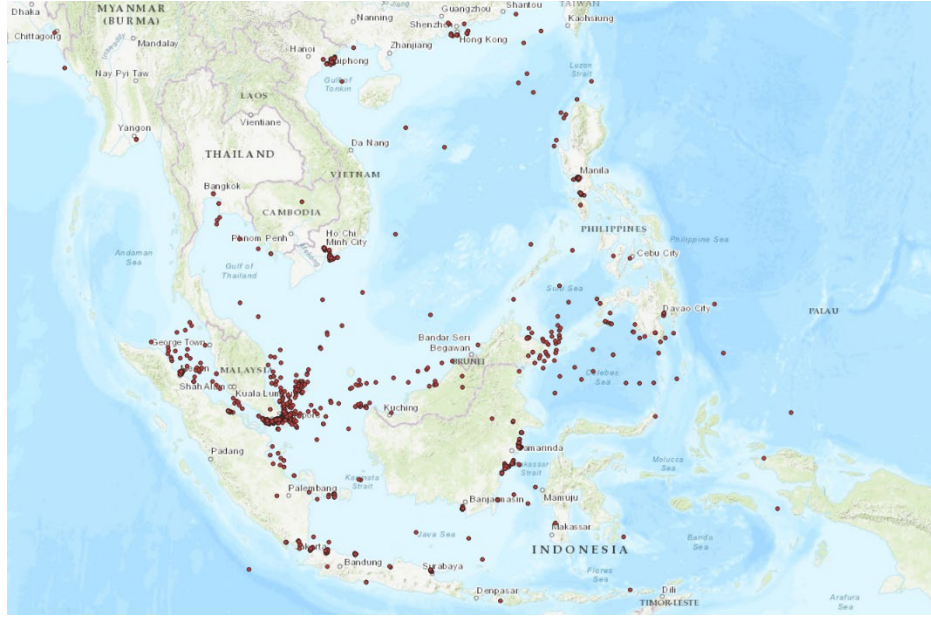 Dhaka
MYANMAR
(BURMA)
Chittagong
Mandalay
Nay Pyi Taw
Yangon
Nanning
Guangzhou
Shantou
TAIWAN
Kaohsiung
Shenzhen
Hong Kong
Zhanjiang
Hanoi
Haiphong
Gulf of
Tonkin
Luzon
Strait
LAOS
Vientiane
THAILAND
Da Nang
VIETNAM
Bangkok
CAMBODIA
Manila
Phnom Penh
Ho Chi
Minh City
Mekong
PHILIPPINES
Philippine Sea
Cebu City
Andaman
Sea
Gulf of
Thailand
Sulu Sea
Davao City
PALAU
George Town
Bandar Seri
Begawan
BRUNEI
Medan
MALAYSIA
Shah Alam
Kuala Lum
Celebes
Sea
Kuching
Padang
Samarinda
Makassar
Strait
Molucca
Sea
Karimata
Strait
Palembang
Banjarmasin
Mamuju
Java Sea
Makassar
Jakarta
Bandung
INDONESIA
Banda
Sea
Surabaya
Flores
Sea
Denpasar
Dili
TIMOR-LESTE
Arafura
Sea